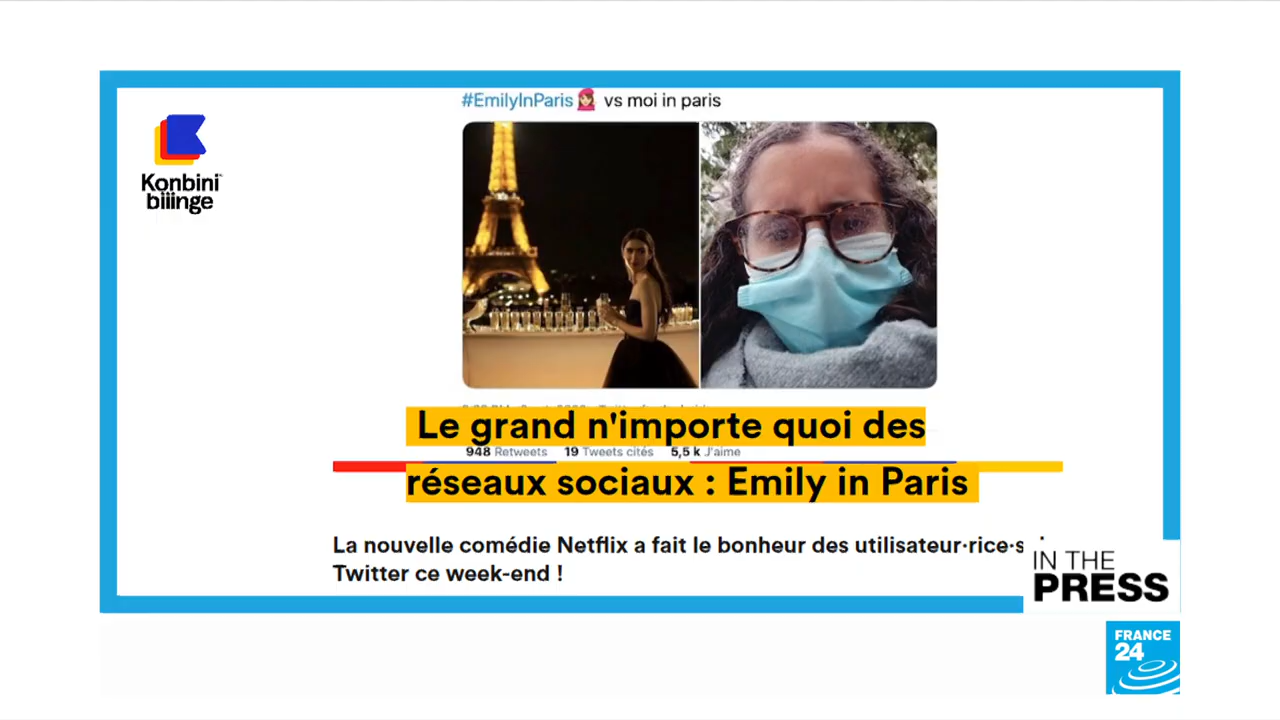 #EmilyInParis vs moi in paris
Konbini
biiinge
Le grand n'importe quoi des
948 Retweets 19 Tweets cités 5,5 k J'aime
réseaux sociaux : Emily in Paris
La nouvelle comédie Netflix a fait le bonheur des utilisateur·rice·s
Twitter ce week-end !
IN THE
PRESS
FRANCE
24